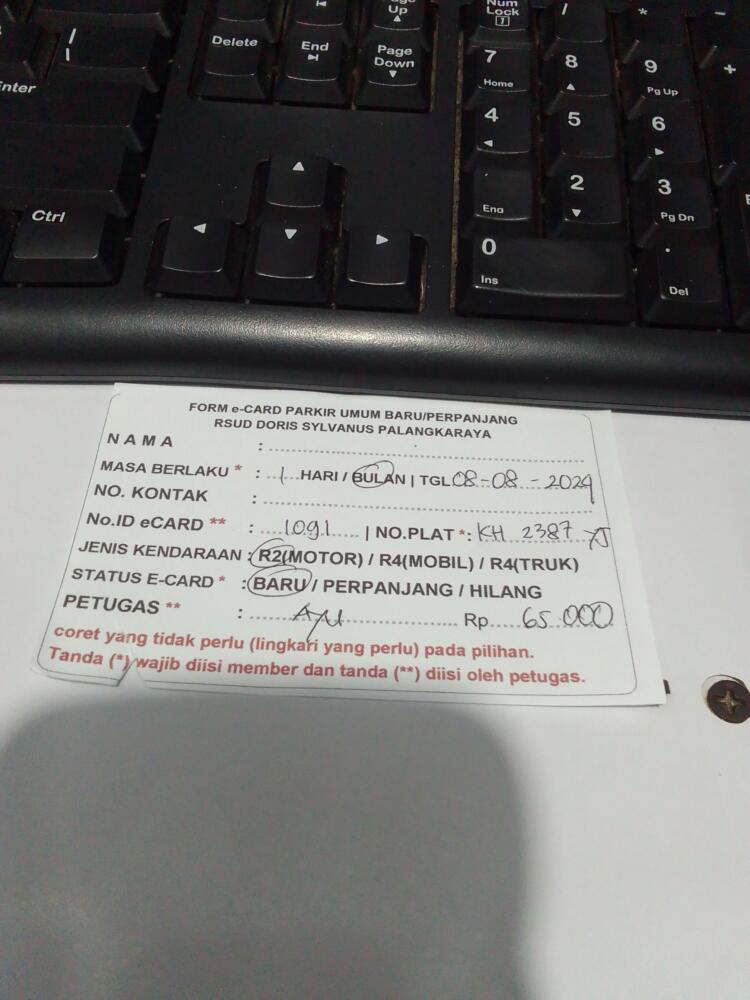 Up
Num Lock
/
*
-
Delete
End
Page Down
7 Home
8
9 Pg Up
+
Enter
4
5
6
Ctrl
2
3 Pg Dn
0 Ins
. Del
FORM e-CARD PARKIR UMUM BARU/PERPANJANG
RSUD DORIS SYLVANUS PALANGKARAYA
NAMA :
MASA BERLAKU * : 1 HARI / BULAN | TGL 08-08-2024
NO. KONTAK :
No.ID eCARD ** : 1091 | NO.PLAT *: KH 2387
JENIS KENDARAAN : R2(MOTOR) / R4(MOBIL) / R4(TRUK)
STATUS E-CARD * : BARU / PERPANJANG / HILANG
PETUGAS ** : Rp 65.000
coret yang tidak perlu (lingkari yang perlu) pada pilihan.
Tanda (*) wajib diisi member dan tanda (**) diisi oleh petugas.